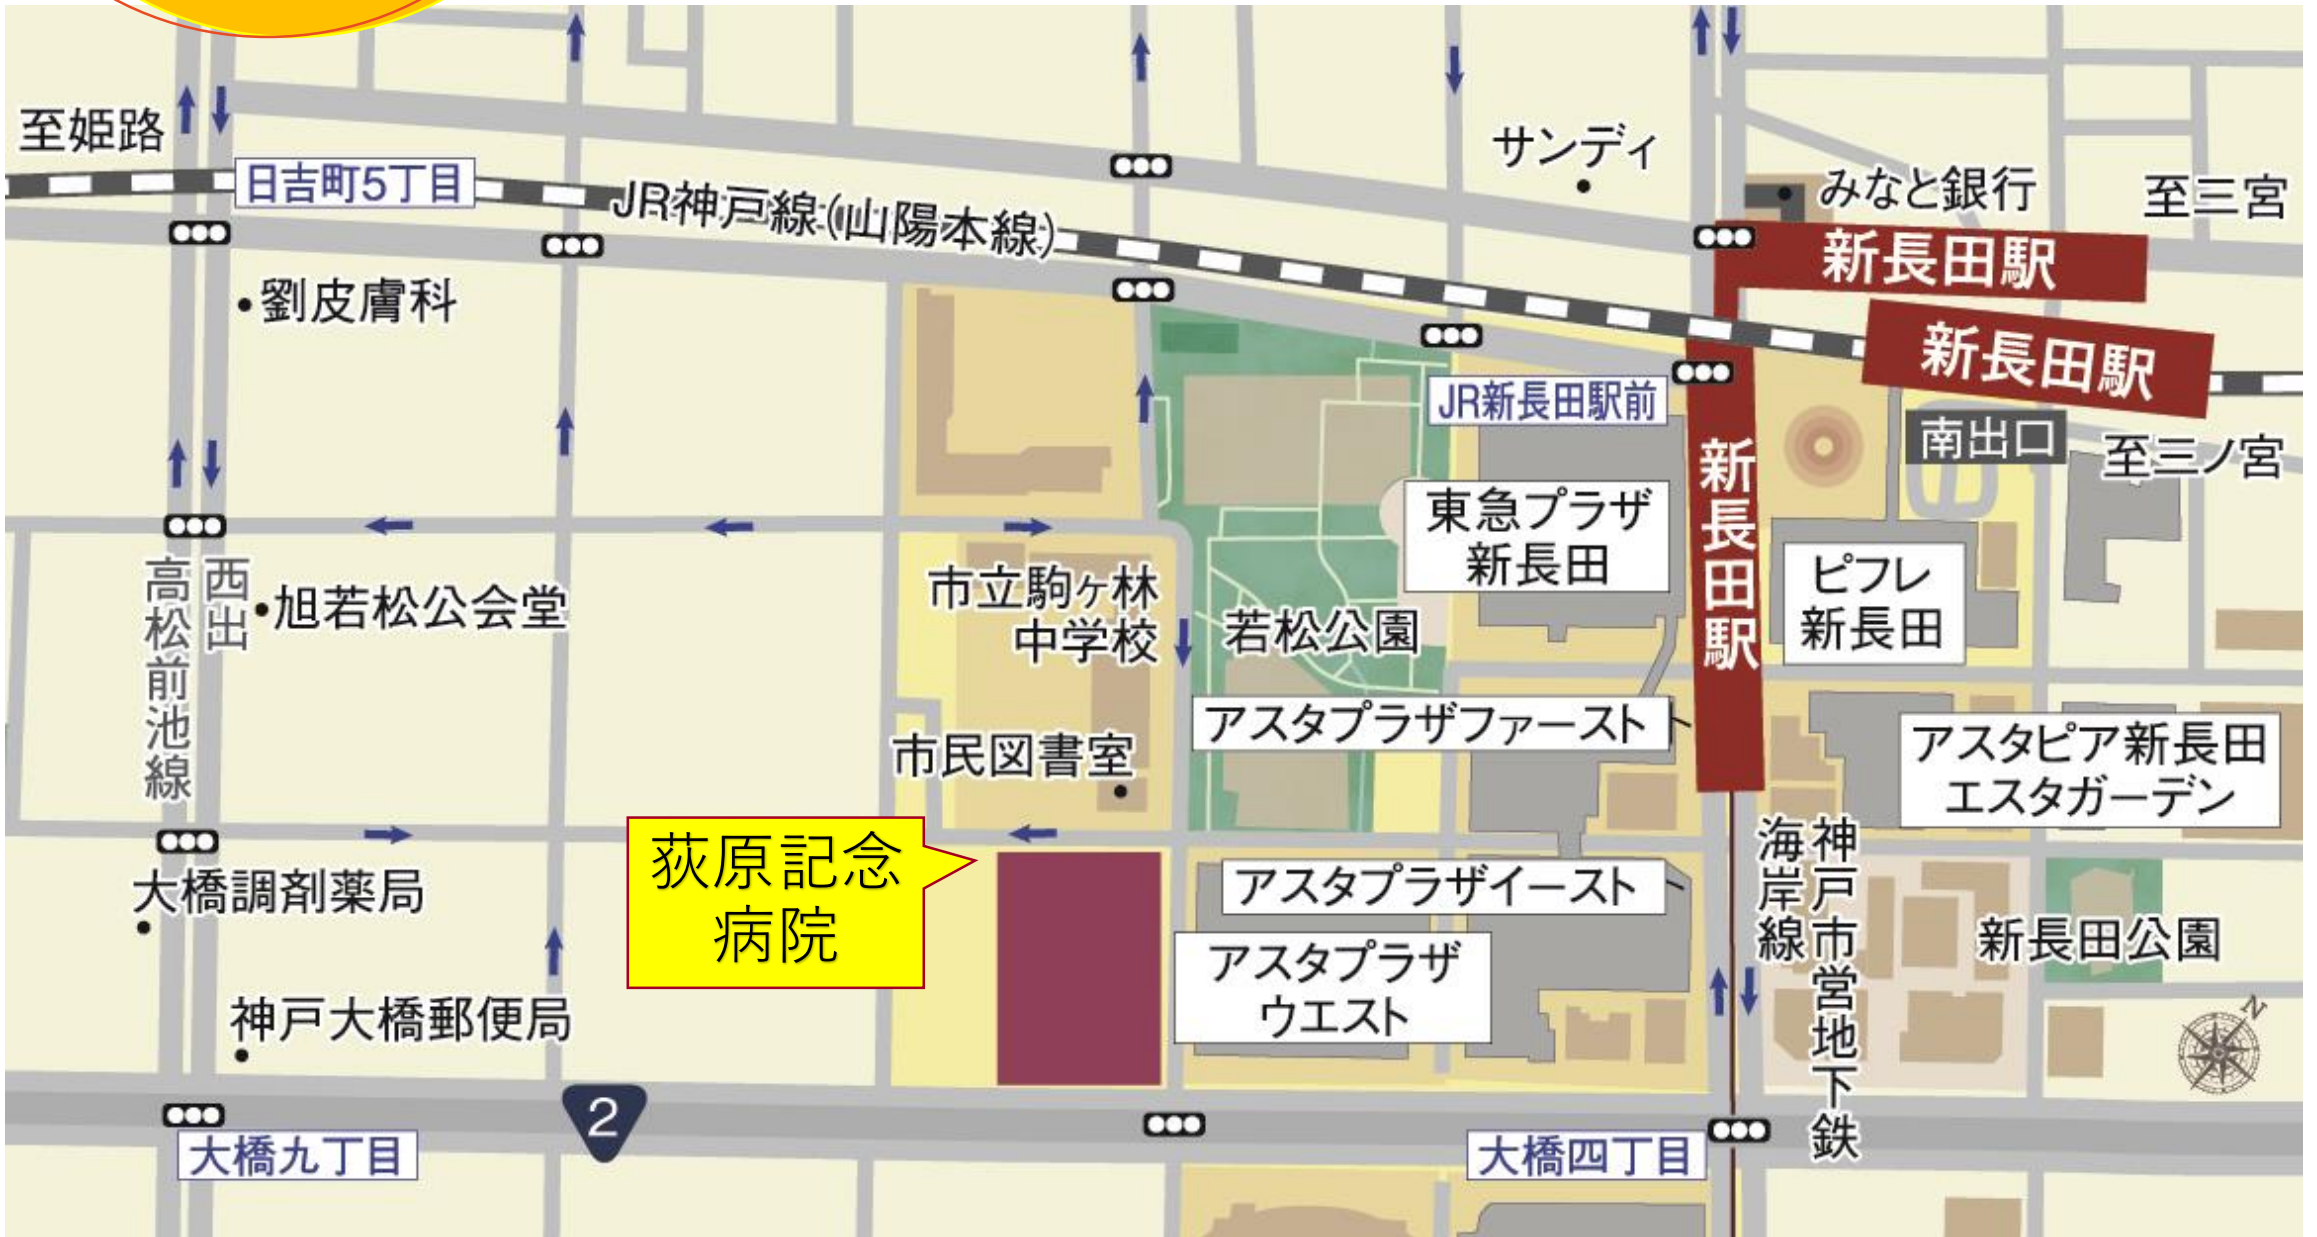 至姫路
日吉町5丁目
JR神戸線(山陽本線)
サンディ
みなと銀行
至三宮
新長田駅
新長田駅
劉皮膚科
JR新長田駅前
南出口
至三ノ宮
新長田駅
東急プラザ
新長田
ピフレ
新長田
高松前池線
西出
旭若松公会堂
市立駒ヶ林
中学校
若松公園
アスタプラザファースト
アスタピア新長田
エスタガーデン
市民図書室
荻原記念
病院
大橋調剤薬局
アスタプラザイースト
神戸市営地下鉄
海岸線
アスタプラザ
ウエスト
新長田公園
神戸大橋郵便局
N
2
大橋九丁目
大橋四丁目